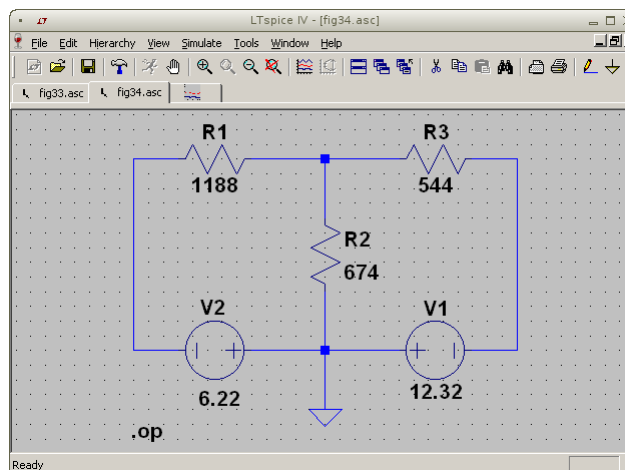 LTspice IV - [fig34.asc]
File Edit Hierarchy View Simulate Tools Window Help
fig33.asc fig34.asc
R1 R3
1188 544
R2
674
V2 V1
6.22 12.32
.op
Ready